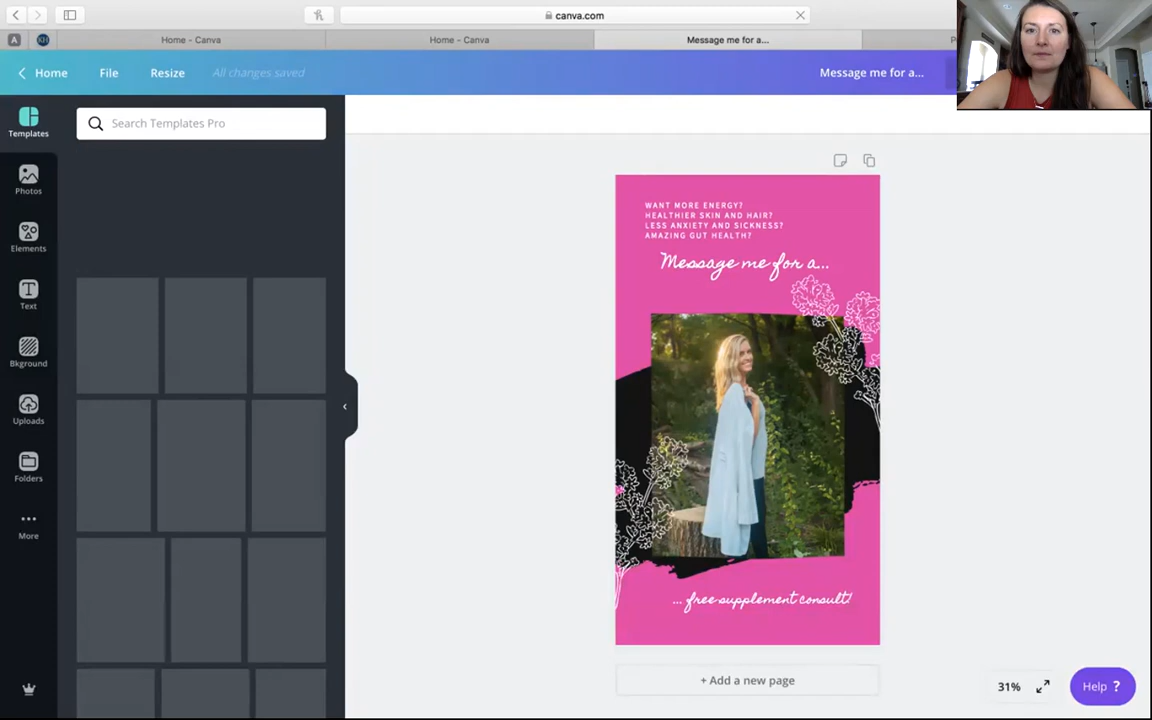 canva.com
A
Home - Canva
Home - Canva
Message me for a...
Home
File
Resize
All changes saved
Message me for a...
Templates
Search Templates Pro
Photos
Elements
Text
Bkground
Uploads
Folders
More
WANT MORE ENERGY?
HEALTHIER SKIN AND HAIR?
LESS ANXIETY AND SICKNESS?
AMAZING GUT HEALTH?
Message me for a...
... free supplement consult!
+ Add a new page
31%
Help ?